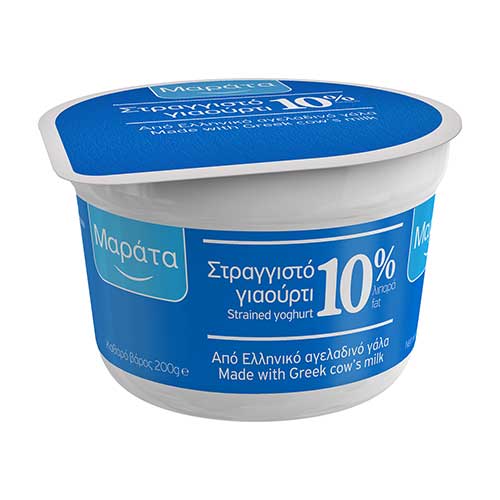 Μαράτα
Στραγγιστό
γιαούρτι 10%
Από Ελληνικό αγελαδινό γάλα
Made with Greek cow's milk
Μαράτα
Στραγγιστό
γιαούρτι
Strained yoghurt
10%
λιπαρά
fat
Από Ελληνικό αγελαδινό γάλα
Made with Greek cow's milk
Καθαρό βάρος 200g e